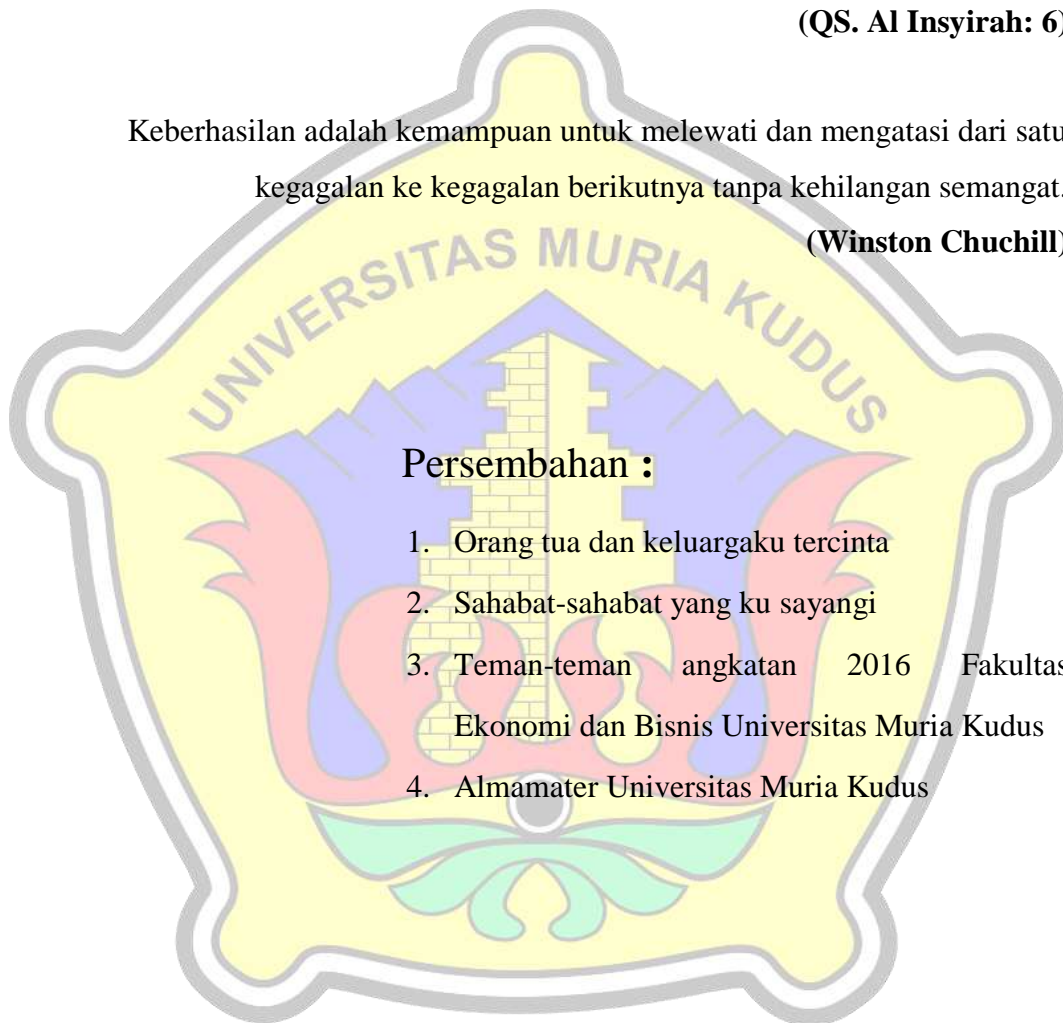 (QS. Al Insyirah: 6)
Keberhasilan adalah kemampuan untuk melewati dan mengatasi dari satu
kegagalan ke kegagalan berikutnya tanpa kehilangan semangat.
(Winston Chuchill)
UNIVERSITAS MURIA KUDUS
Persembahan :
1. Orang tua dan keluargaku tercinta
2. Sahabat-sahabat yang ku sayangi
3. Teman-teman angkatan 2016 Fakultas
Ekonomi dan Bisnis Universitas Muria Kudus
4. Almamater Universitas Muria Kudus